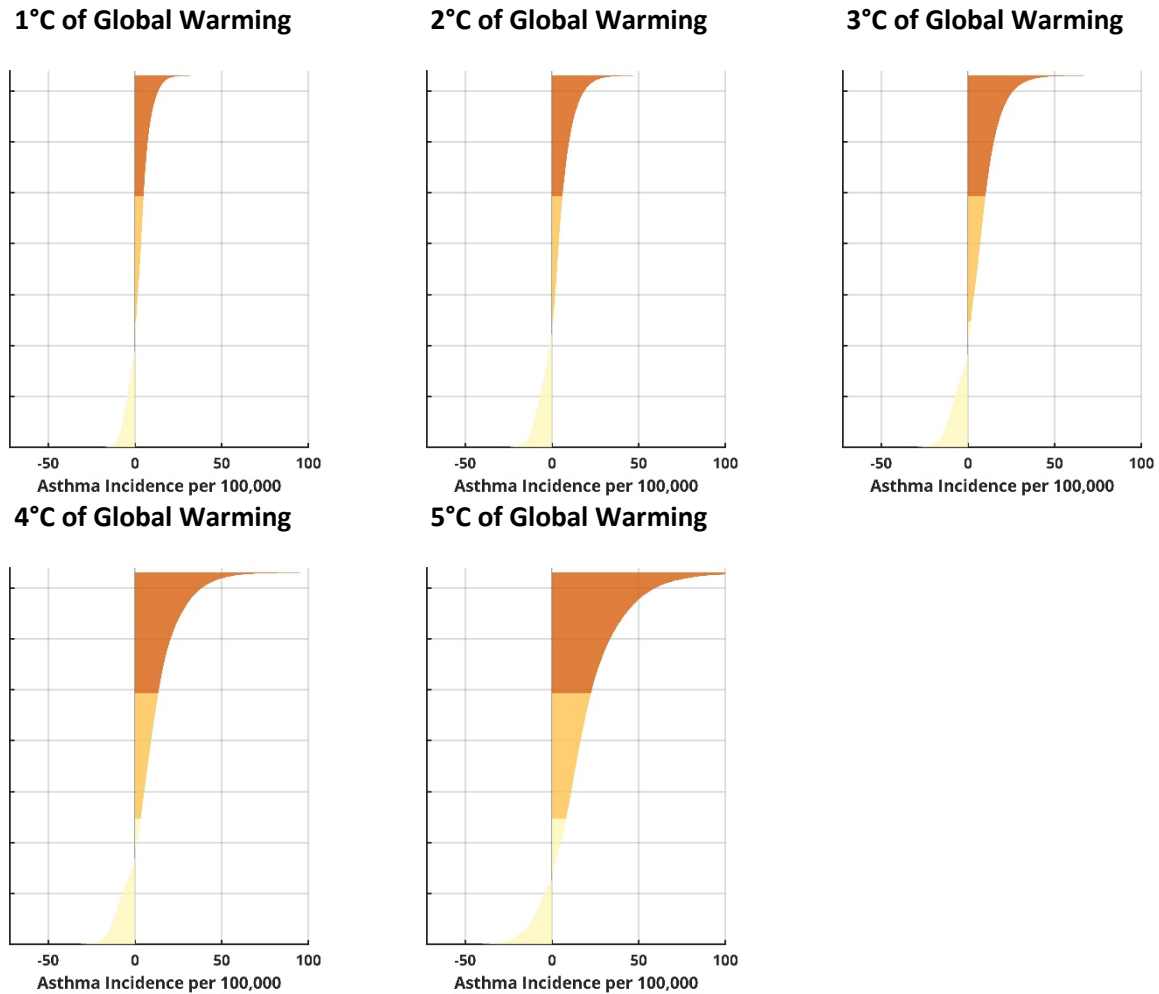 1°C of Global Warming
2°C of Global Warming
3°C of Global Warming
-50 0 50 100
Asthma Incidence per 100,000
-50 0 50 100
Asthma Incidence per 100,000
-50 0 50 100
Asthma Incidence per 100,000
4°C of Global Warming
5°C of Global Warming
-50 0 50 100
Asthma Incidence per 100,000
-50 0 50 100
Asthma Incidence per 100,000